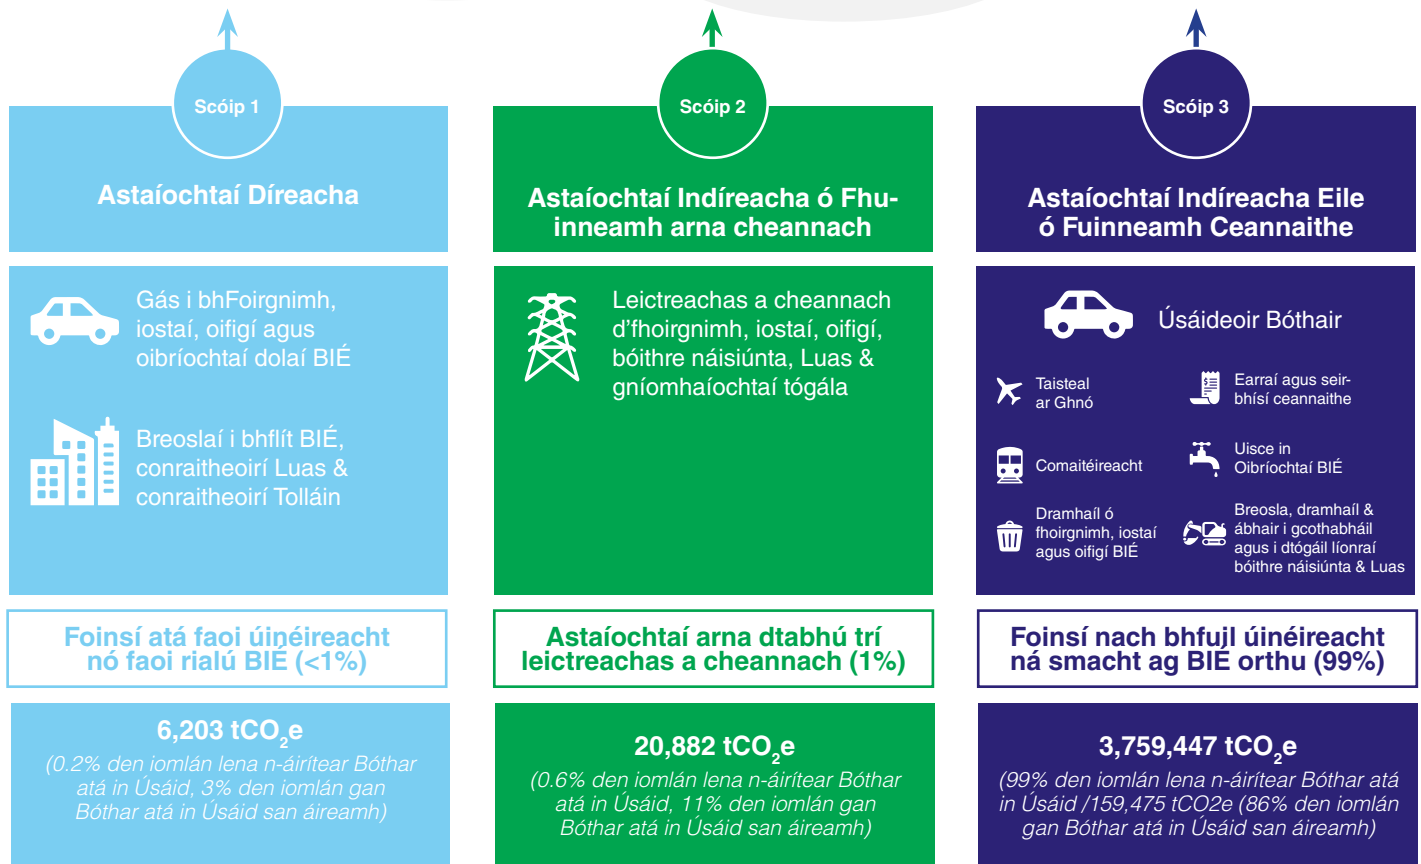 Scóip 1
Astaíochtaí Díreacha
Gás i bhFoirgnimh,
iostaí, oifigí agus
oibríochtaí dolaí BIÉ
Breoslaí i bhflít BIÉ,
conraitheoirí Luas &
conraitheoirí Tolláin
Foinsí atá faoi úinéireacht
nó faoi rialú BIÉ (<1%)
6,203 tCO₂e
(0.2% den iomlán lena n-áirítear Bóthar
atá in Úsáid, 3% den iomlán gan
Bóthar atá in Úsáid san áireamh)
Scóip 2
Astaíochtaí Indíreacha ó Fhu-
inneamh arna cheannach
Leictreachas a cheannach
d'fhoirgnimh, iostaí, oifigí,
bóithre náisiúnta, Luas &
gníomhaíochtaí tógála
Astaíochtaí arna dtabhú trí
leictreachas a cheannach (1%)
20,882 tCO₂e
(0.6% den iomlán lena n-áirítear Bóthar
atá in Úsáid, 11% den iomlán gan
Bóthar atá in Úsáid san áireamh)
Scóip 3
Astaíochtaí Indíreacha Eile
ó Fuinneamh Ceannaithe
Úsáideoir Bóthair
Taisteal
ar Ghnó
Earraí agus seir-
bhísí ceannaithe
Comaitéireacht
Uisce in
Oibríochtaí BIÉ
Dramhaíl ó
fhoirgnimh, iostaí
agus oifigí BIÉ
Breosla, dramhaíl &
ábhair i gcothabháil
agus i dtógáil líonraí
bóithre náisiúnta & Luas
Foinsí nach bhfuil úinéireacht
ná smacht ag BIÉ orthu (99%)
3,759,447 tCO₂e
(99% den iomlán lena n-áirítear Bóthar atá
in Úsáid /159,475 tCO2e (86% den iomlán
gan Bóthar atá in Úsáid san áireamh)